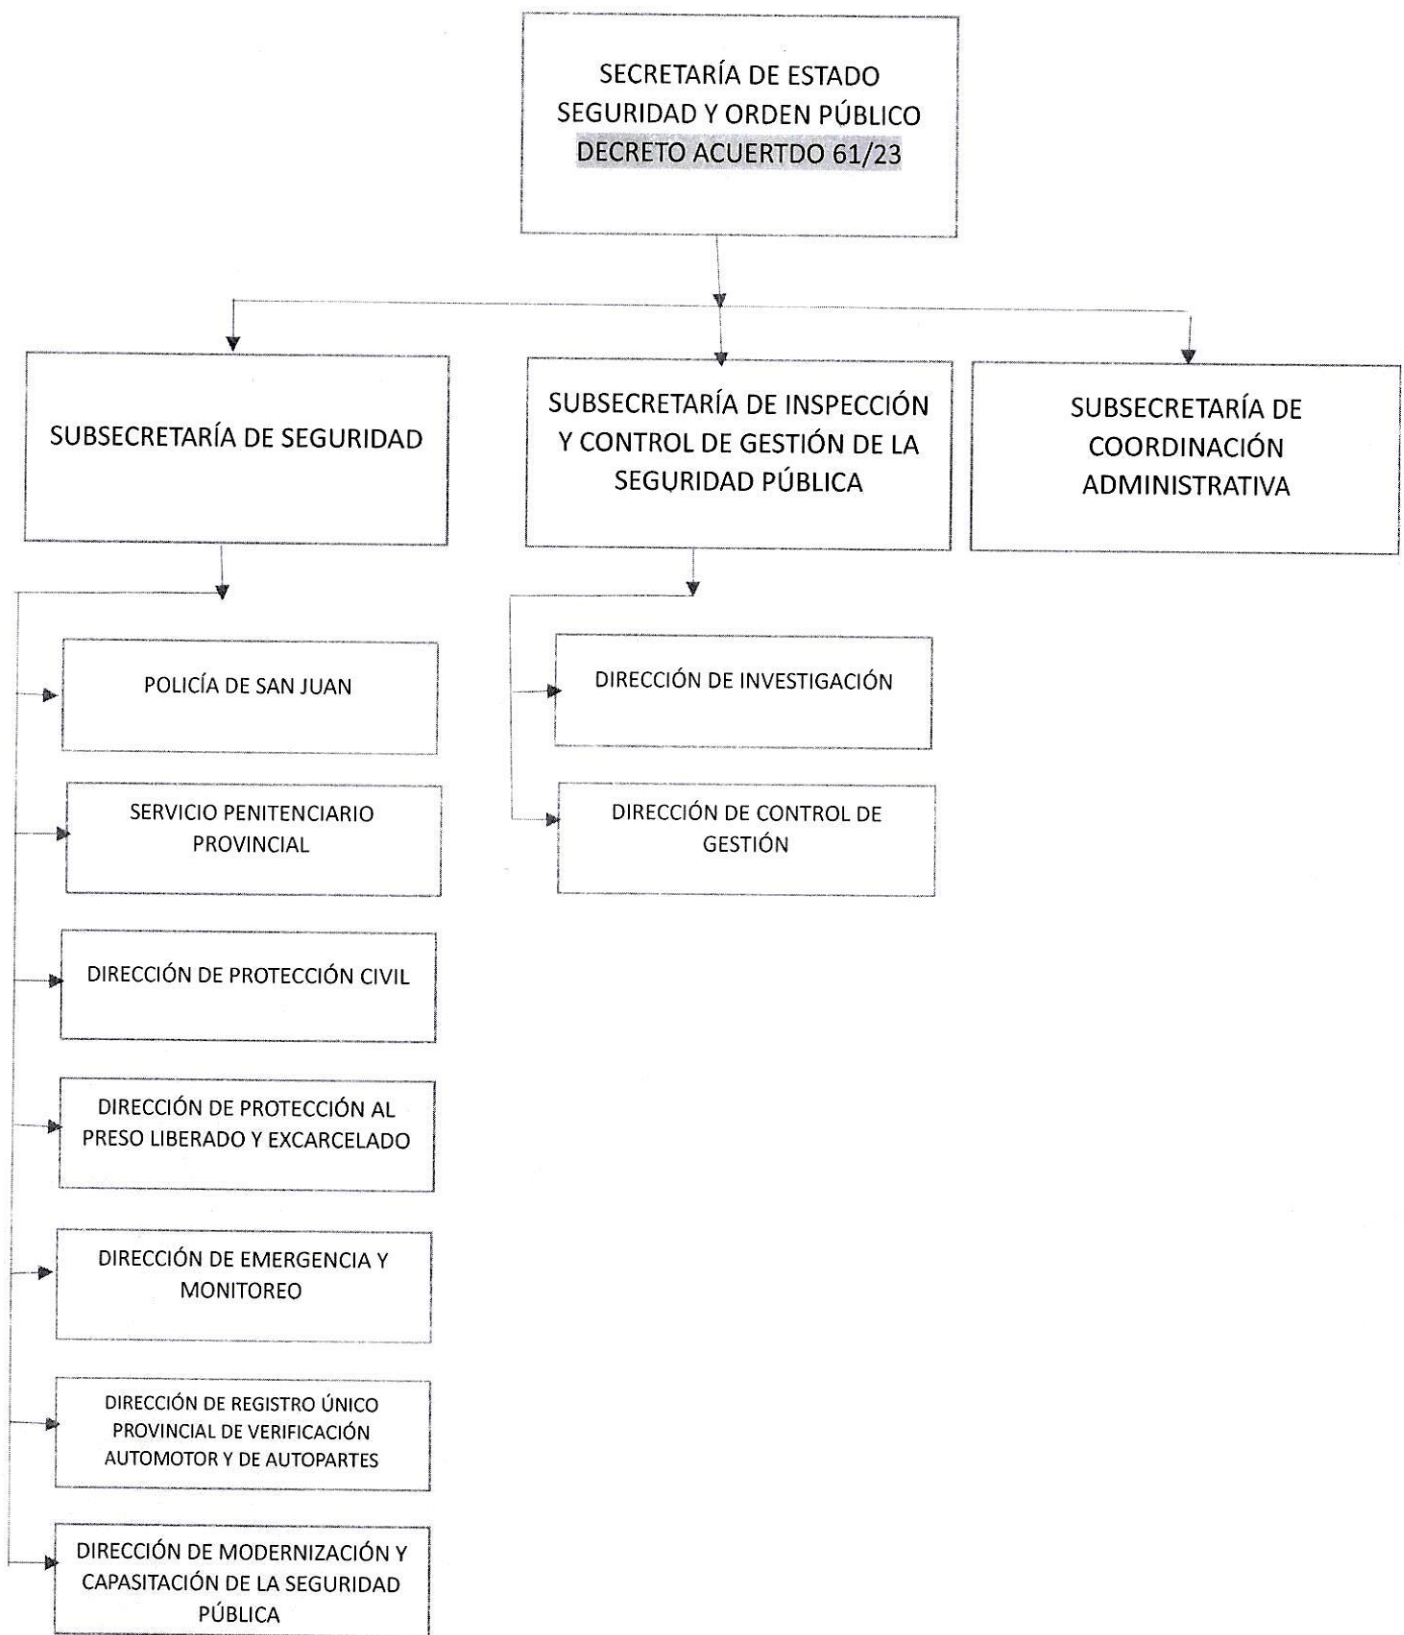 SECRETARÍA DE ESTADO
SEGURIDAD Y ORDEN PÚBLICO
DECRETO ACUERTDO 61/23
SUBSECRETARÍA DE SEGURIDAD
SUBSECRETARÍA DE INSPECCIÓN
Y CONTROL DE GESTIÓN DE LA
SEGURIDAD PÚBLICA
SUBSECRETARÍA DE
COORDINACIÓN
ADMINISTRATIVA
POLICÍA DE SAN JUAN
SERVICIO PENITENCIARIO
PROVINCIAL
DIRECCIÓN DE PROTECCIÓN CIVIL
DIRECCIÓN DE PROTECCIÓN AL
PRESO LIBERADO Y EXCARCELADO
DIRECCIÓN DE EMERGENCIA Y
MONITOREO
DIRECCIÓN DE REGISTRO ÚNICO
PROVINCIAL DE VERIFICACIÓN
AUTOMOTOR Y DE AUTOPARTES
DIRECCIÓN DE MODERNIZACIÓN Y
CAPASITACIÓN DE LA SEGURIDAD
PÚBLICA
DIRECCIÓN DE INVESTIGACIÓN
DIRECCIÓN DE CONTROL DE
GESTIÓN